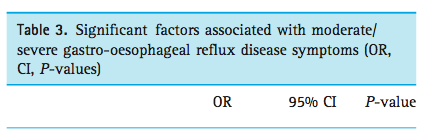 Table 3. Significant factors associated with moderate/
severe gastro-oesophageal reflux disease symptoms (OR,
CI, P-values)
OR 95% CI P-value